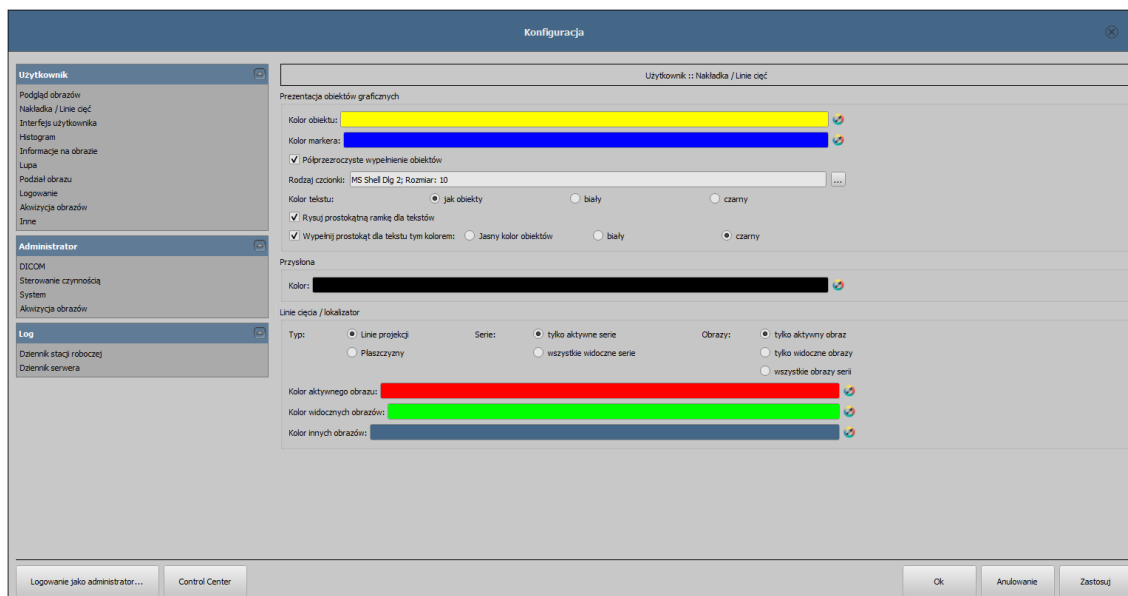 Konfiguracja
Użytkownik
Podgląd obrazów
Nakładka / Linie cięć
Interfejs użytkownika
Histogram
Informacje na obrazie
Lupa
Podział obrazu
Logowanie
Akwizycja obrazów
Inne
Administrator
DICOM
Sterowanie czynnością
System
Akwizycja obrazów
Log
Dziennik stacji roboczej
Dziennik serwera
Użytkownik :: Nakładka / Linie cięć
Prezentacja obiektów graficznych
Kolor obiektu:
Kolor markera:
Półprzezroczyste wypełnienie obiektów
Rodzaj czcionki: MS Shell Dlg 2; Rozmiar: 10 ...
Kolor tekstu: jak obiekty biały czarny
Rysuj prostokątną ramkę dla tekstów
Wypełnij prostokąt dla tekstu tym kolorem: Jasny kolor obiektów biały czarny
Przysłona
Kolor:
Linie cięcia / lokalizator
Typ: Linie projekcji Serie: tylko aktywne serie Obrazy: tylko aktywny obraz
Płaszczyzny wszystkie widoczne serie tylko widoczne obrazy
wszystkie obrazy serii
Kolor aktywnego obrazu:
Kolor widocznych obrazów:
Kolor innych obrazów:
Logowanie jako administrator... Control Center Ok Anulowanie Zastosuj